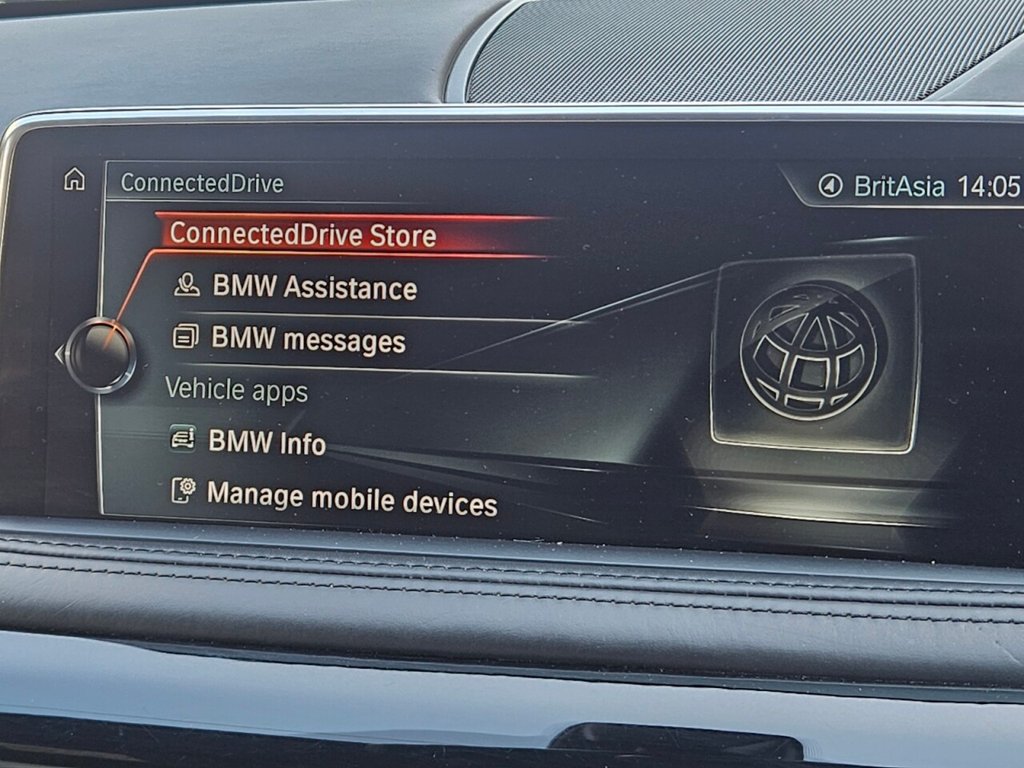 ConnectedDrive
BritAsia 14:05
ConnectedDrive Store
BMW Assistance
BMW messages
Vehicle apps
BMW Info
Manage mobile devices